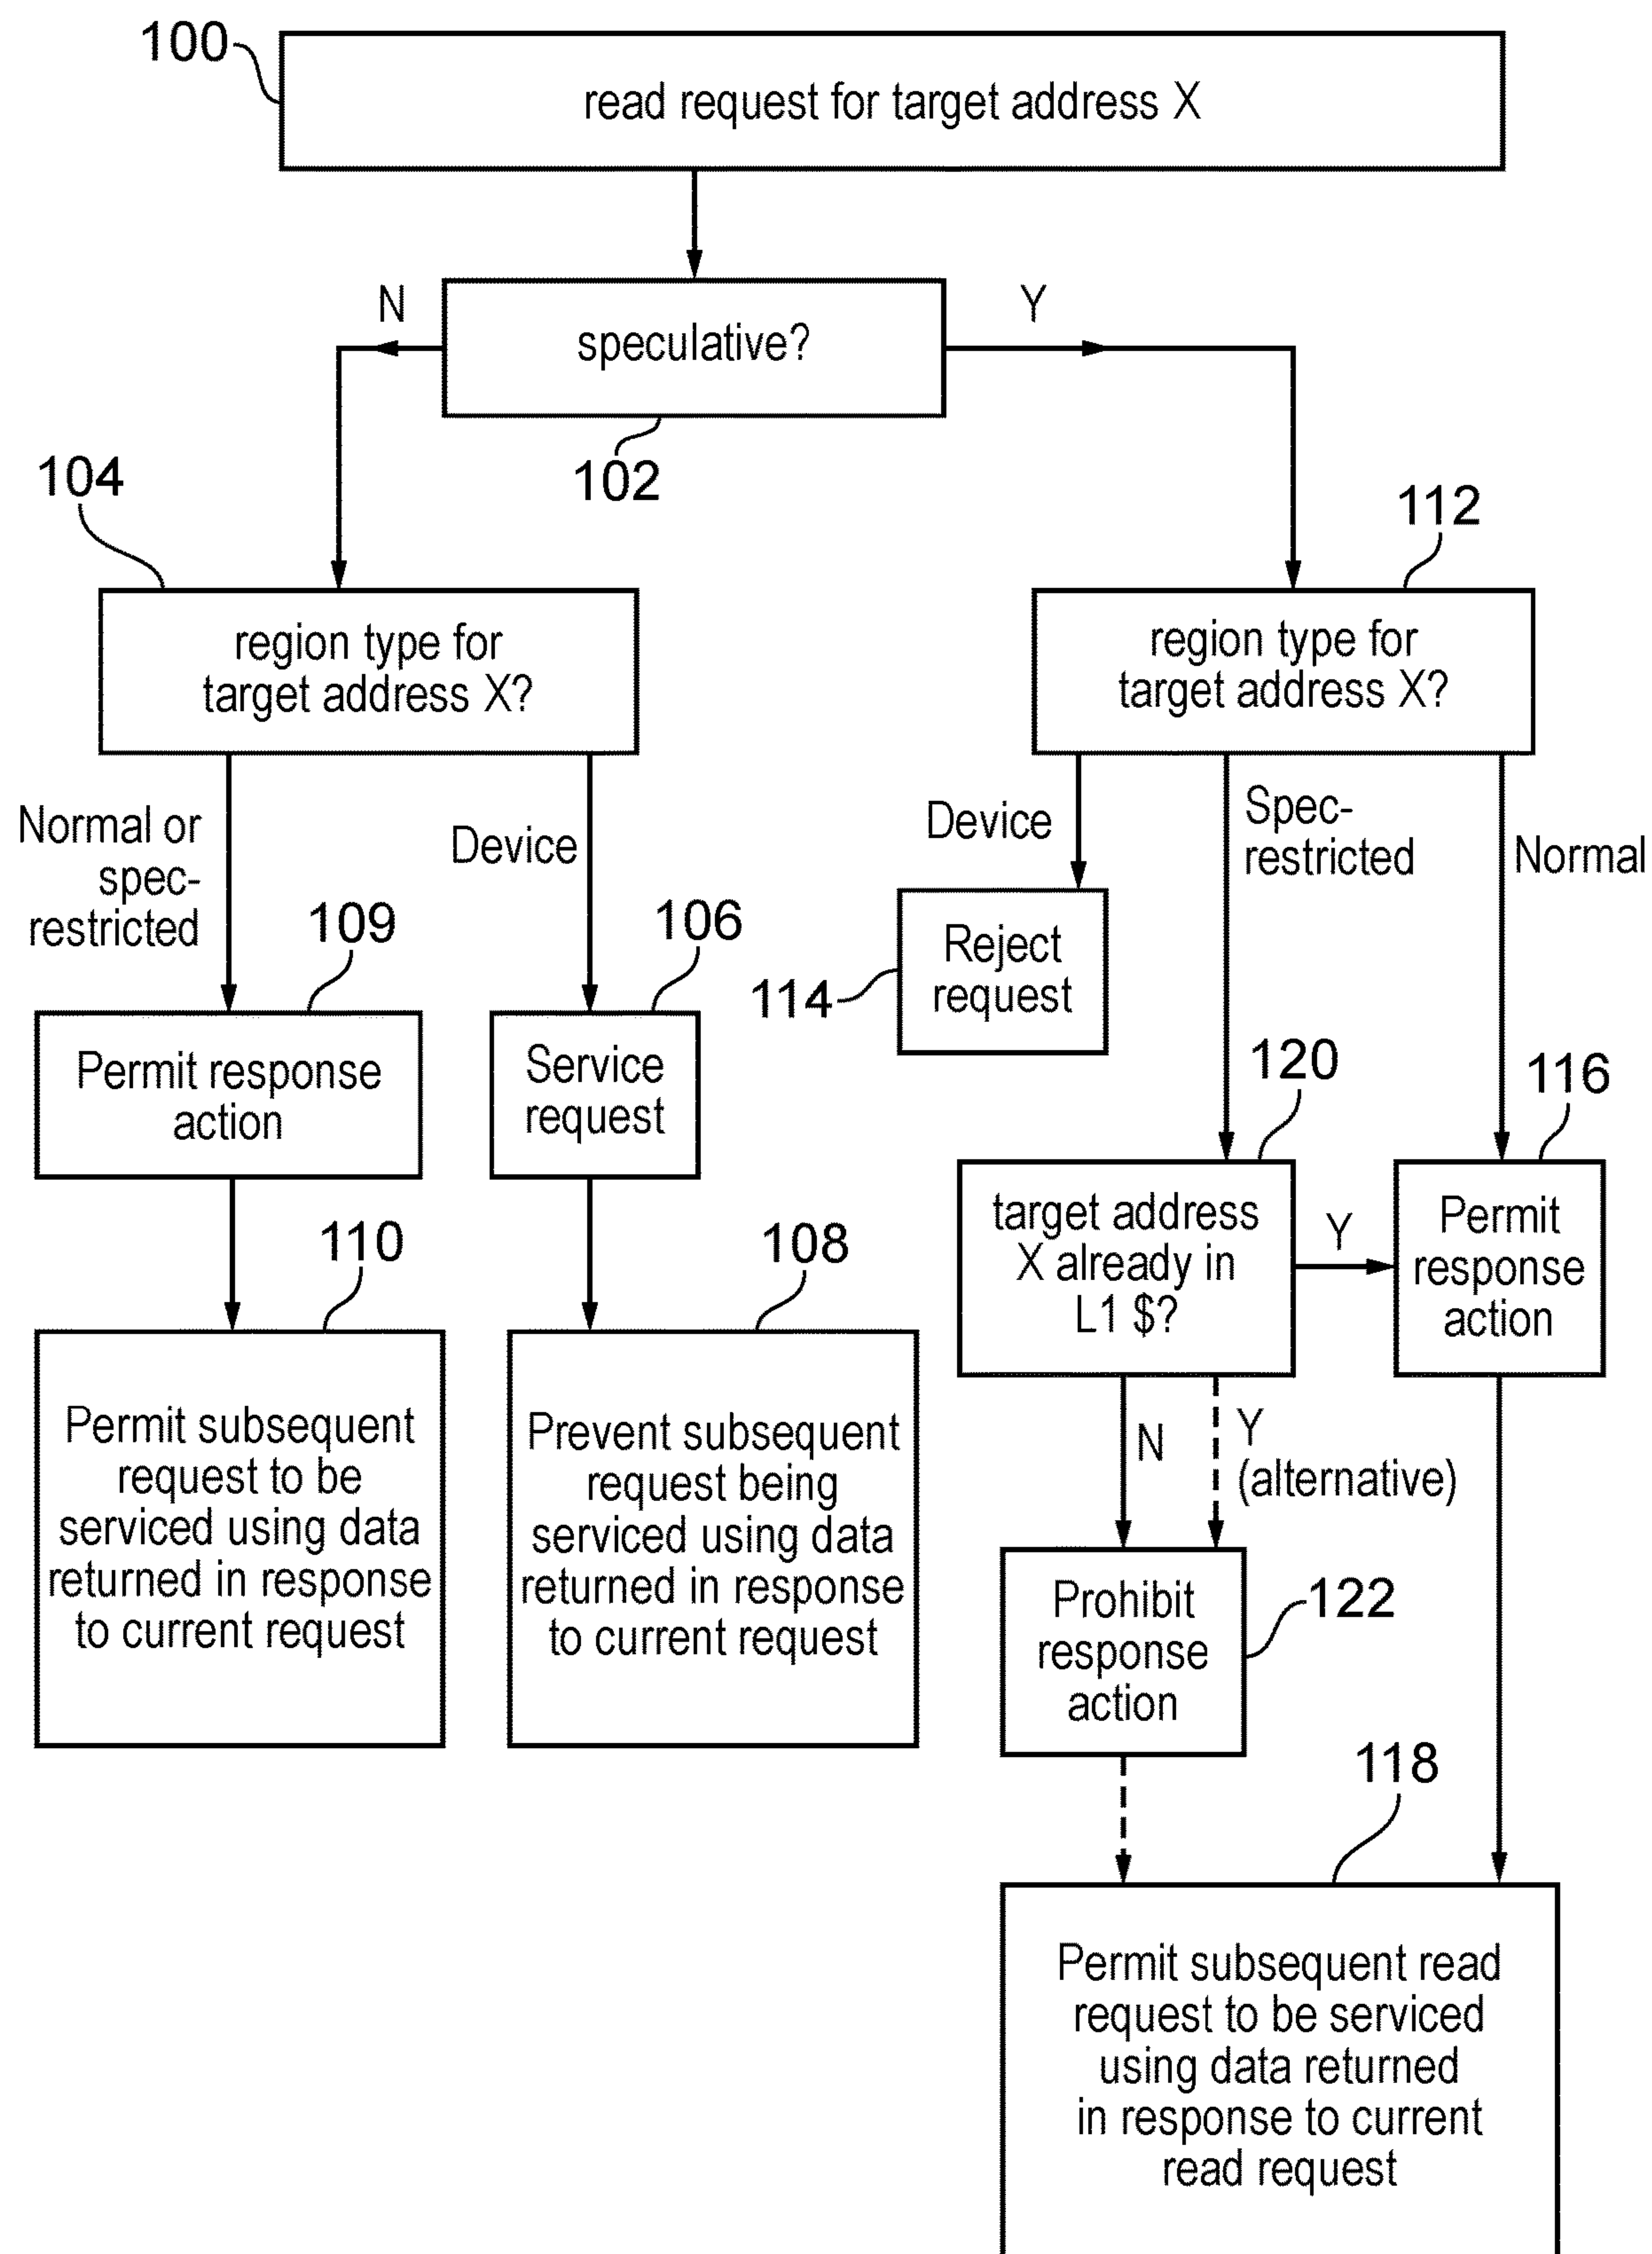 100
read request for target address X
N
speculative?
Y
102
104
region type for
target address X?
112
region type for
target address X?
Normal or
spec-
restricted
Device
Device
Spec-
restricted
Normal
109
Permit response
action
106
Service
request
114
Reject
request
120
target address
X already in
L1 $?
Y
116
Permit
response
action
110
Permit subsequent
request to be
serviced using data
returned in response
to current request
108
Prevent subsequent
request being
serviced using data
returned in response
to current request
N
Y
(alternative)
Prohibit
response
action
122
118
Permit subsequent read
request to be serviced
using data returned
in response to current
read request